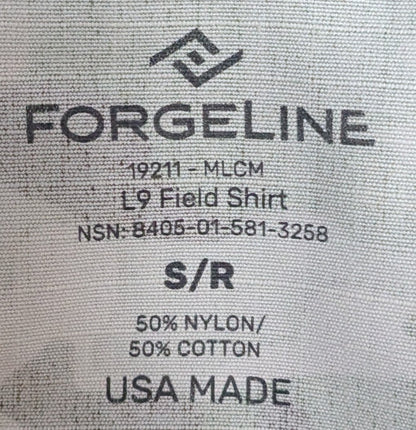 FORGELINE
19211 - MLCM
L9 Field Shirt
NSN: 8405-01-581-3258
S/R
50% NYLON/
50% COTTON
USA MADE